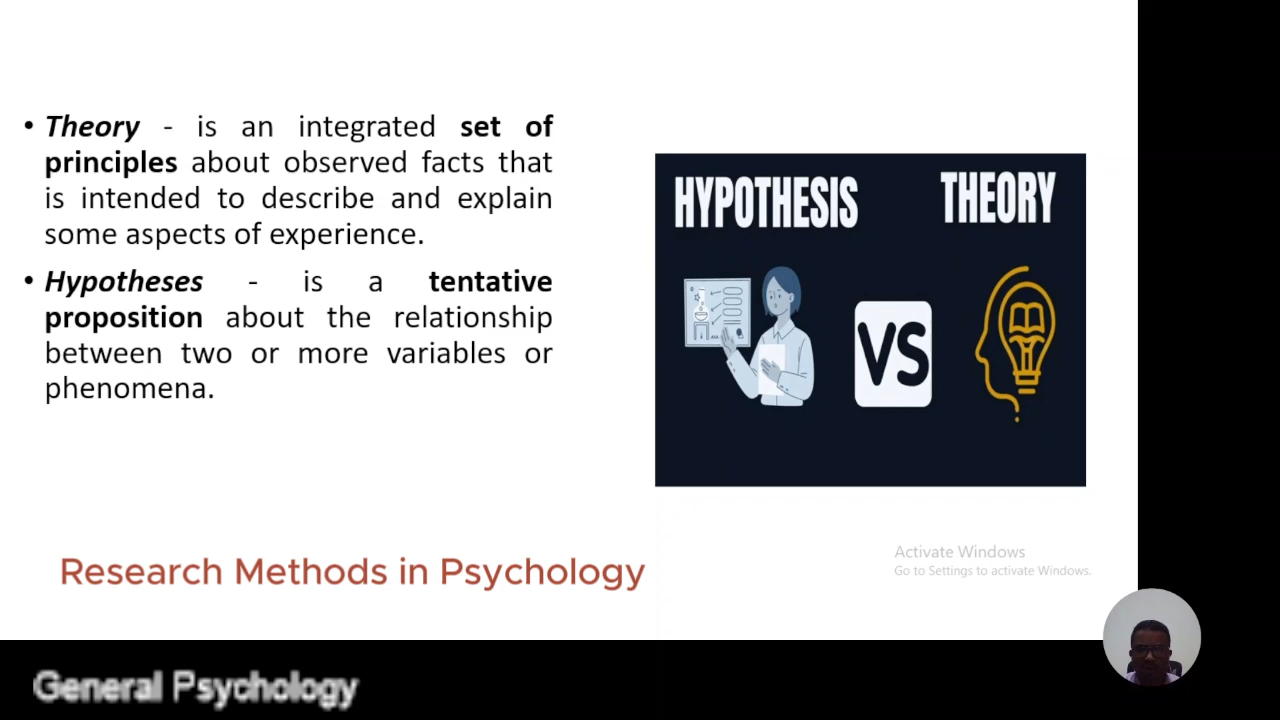 • Theory - is an integrated set of
principles about observed facts that
is intended to describe and explain
some aspects of experience.
• Hypotheses - is a tentative
proposition about the relationship
between two or more variables or
phenomena.
HYPOTHESIS
THEORY
VS
Research Methods in Psychology
Activate Windows
Go to Settings to activate Windows.
General Psychology